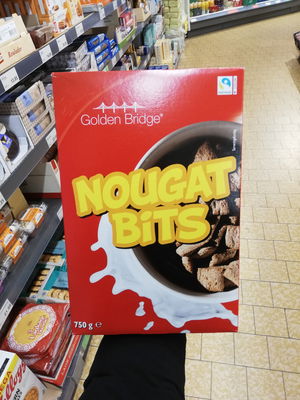 Golden Bridge®
NOUGAT
BiTS
750 g e